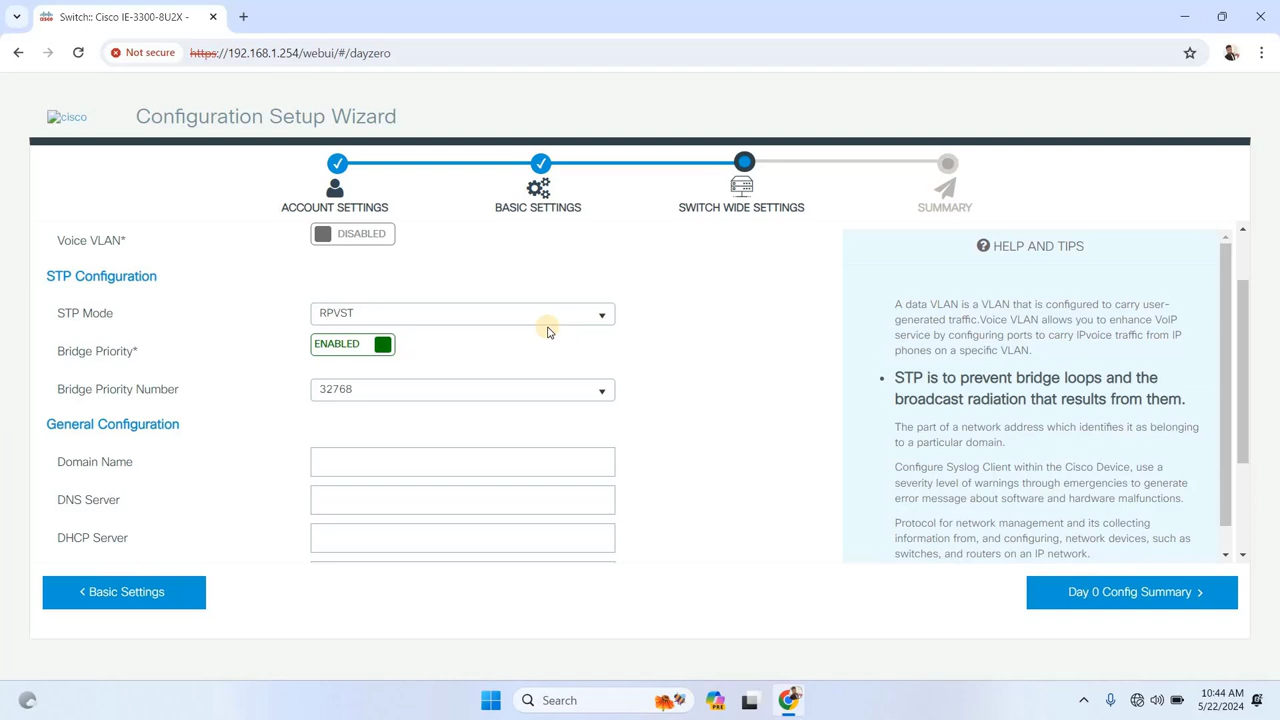 Switch:: Cisco IE-3300-8U2X -
Not secure
https://192.168.1.254/webui/#/dayzero
cisco
Configuration Setup Wizard
ACCOUNT SETTINGS
BASIC SETTINGS
SWITCH WIDE SETTINGS
SUMMARY
Voice VLAN*
DISABLED
STP Configuration
STP Mode
RPVST
Bridge Priority*
ENABLED
Bridge Priority Number
32768
General Configuration
Domain Name
DNS Server
DHCP Server
HELP AND TIPS
A data VLAN is a VLAN that is configured to carry user-
generated traffic.Voice VLAN allows you to enhance VoIP
service by configuring ports to carry IPvoice traffic from IP
phones on a specific VLAN.
• STP is to prevent bridge loops and the
broadcast radiation that results from them.
The part of a network address which identifies it as belonging
to a particular domain.
Configure Syslog Client within the Cisco Device, use a
severity level of warnings through emergencies to generate
error message about software and hardware malfunctions.
Protocol for network management and its collecting
information from, and configuring, network devices, such as
switches, and routers on an IP network.
Basic Settings
Day 0 Config Summary
Search
PRE
10:44 AM
5/22/2024